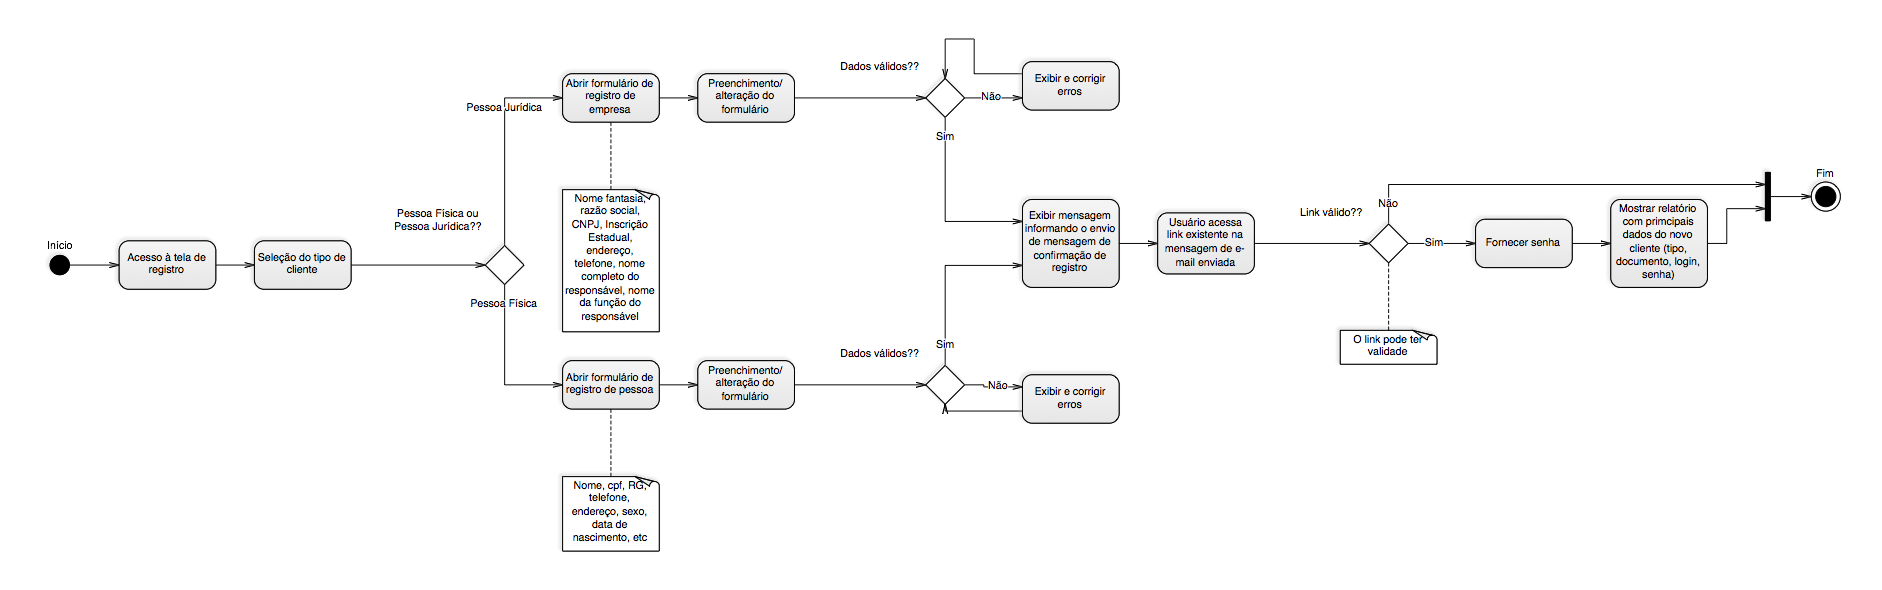 Início
Acesso à tela de
registro
Seleção do tipo de
cliente
Pessoa Física ou
Pessoa Jurídica??
Pessoa Jurídica
Pessoa Física
Abrir formulário de
registro de
empresa
Preenchimento/
alteração do
formulário
Dados válidos??
Não
Exibir e corrigir
erros
Sim
Nome fantasia,
razão social,
CNPJ, Inscrição
Estadual,
endereço,
telefone, nome
completo do
responsável, nome
da função do
responsável
Abrir formulário de
registro de pessoa
Preenchimento/
alteração do
formulário
Dados válidos??
Sim
Não
Exibir e corrigir
erros
Nome, cpf, RG,
telefone,
endereço, sexo,
data de
nascimento, etc
Exibir mensagem
informando o envio
de mensagem de
confirmação de
registro
Usuário acessa
link existente na
mensagem de e-
mail enviada
Link válido??
Não
Sim
O link pode ter
validade
Fornecer senha
Mostrar relatório
com principais
dados do novo
cliente (tipo,
documento, login,
senha)
Fim